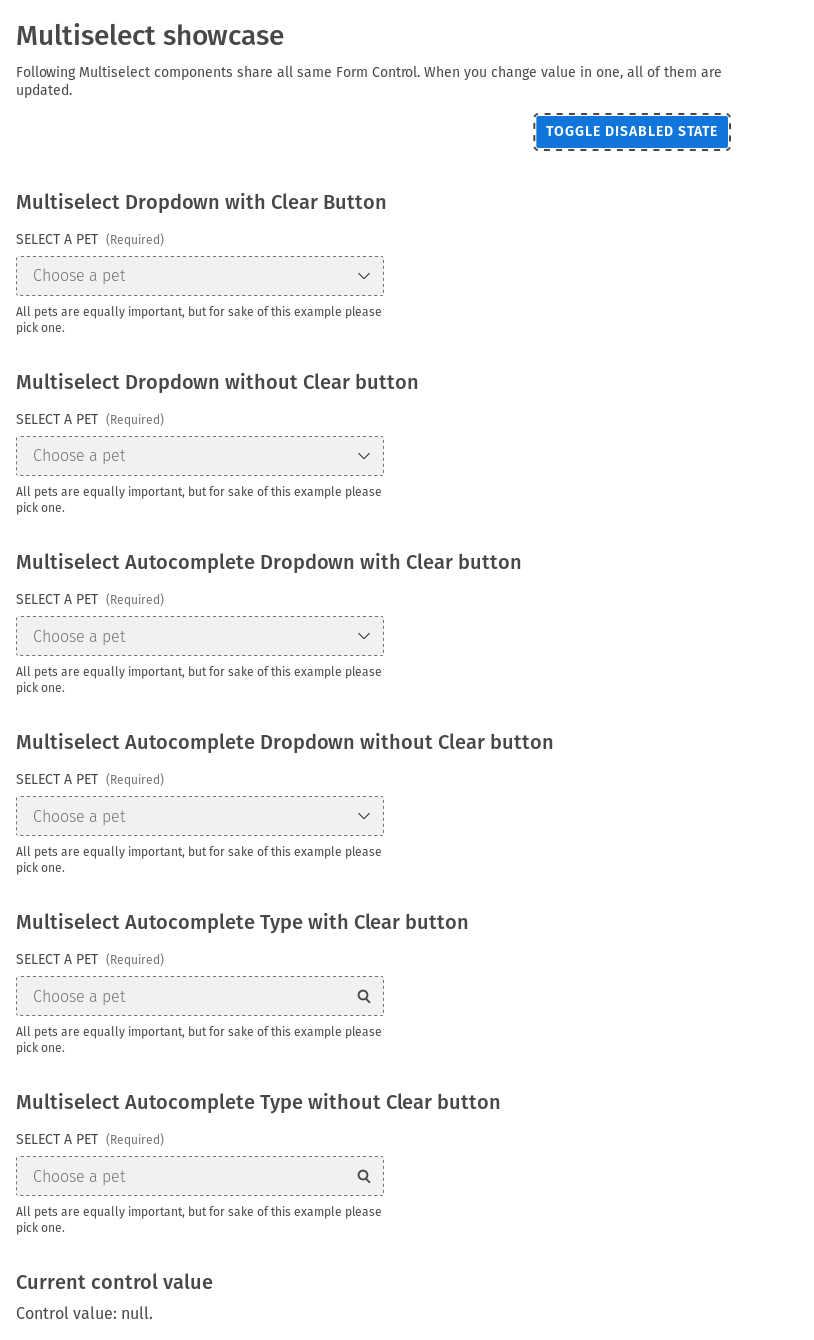 Multiselect showcase
Following Multiselect components share all same Form Control. When you change value in one, all of them are
updated.
TOGGLE DISABLED STATE
Multiselect Dropdown with Clear Button
SELECT A PET (Required)
Choose a pet
All pets are equally important, but for sake of this example please
pick one.
Multiselect Dropdown without Clear button
SELECT A PET (Required)
Choose a pet
All pets are equally important, but for sake of this example please
pick one.
Multiselect Autocomplete Dropdown with Clear button
SELECT A PET (Required)
Choose a pet
All pets are equally important, but for sake of this example please
pick one.
Multiselect Autocomplete Dropdown without Clear button
SELECT A PET (Required)
Choose a pet
All pets are equally important, but for sake of this example please
pick one.
Multiselect Autocomplete Type with Clear button
SELECT A PET (Required)
Choose a pet
All pets are equally important, but for sake of this example please
pick one.
Multiselect Autocomplete Type without Clear button
SELECT A PET (Required)
Choose a pet
All pets are equally important, but for sake of this example please
pick one.
Current control value
Control value: null.